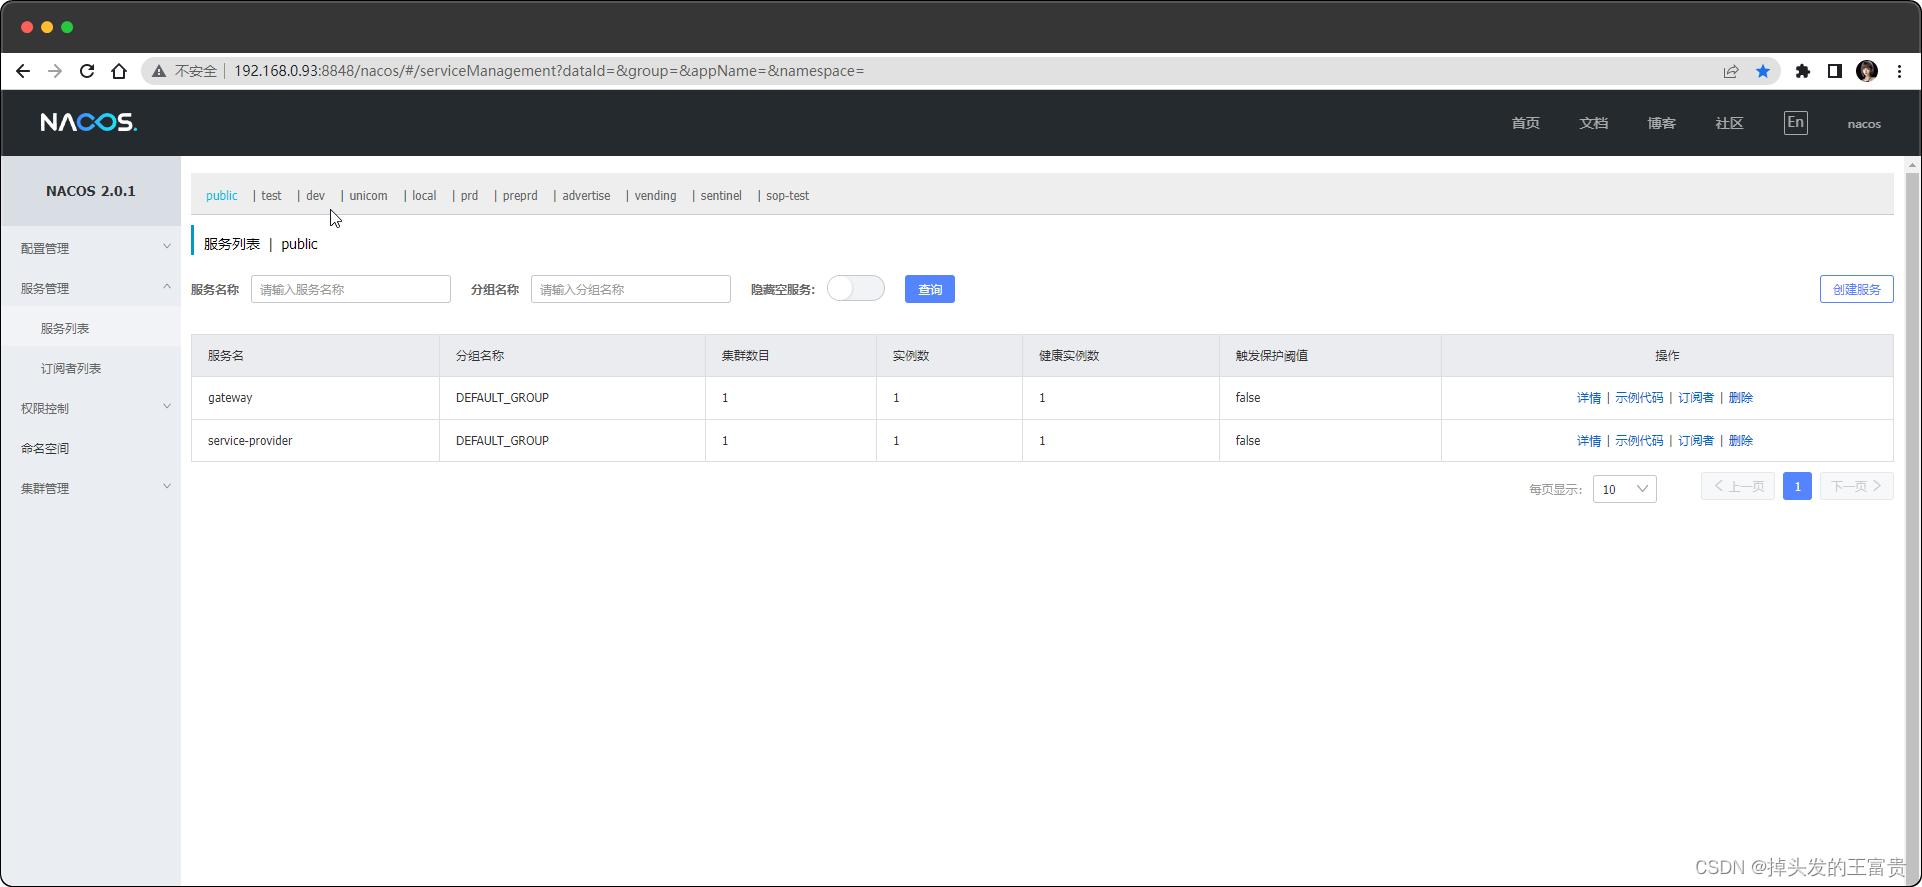 不安全 192.168.0.93:8848/nacos/#/serviceManagement?dataId=&group=&appName=&namespace=
NACOS. 首页 文档 博客 社区 En nacos
NACOS 2.0.1
配置管理
服务管理
服务列表
订阅者列表
权限控制
命名空间
集群管理
public | test | dev | unicom | local | prd | preprd | advertise | vending | sentinel | sop-test
服务列表 | public
服务名称 请输入服务名称 分组名称 请输入分组名称 隐藏空服务: 查询 创建服务
服务名 分组名称 集群数目 实例数 健康实例数 触发保护阈值 操作
gateway DEFAULT_GROUP 1 1 1 false 详情 | 示例代码 | 订阅者 | 删除
service-provider DEFAULT_GROUP 1 1 1 false 详情 | 示例代码 | 订阅者 | 删除
每页显示: 10 上一页 1 下一页
CSDN @掉头发的王富贵